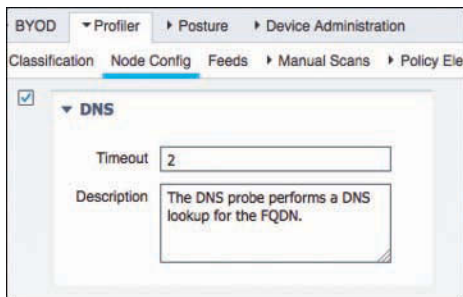 BYOD Profiler Posture Device Administration
Classification Node Config Feeds Manual Scans Policy Ele
DNS
Timeout 2
Description The DNS probe performs a DNS
lookup for the FQDN.